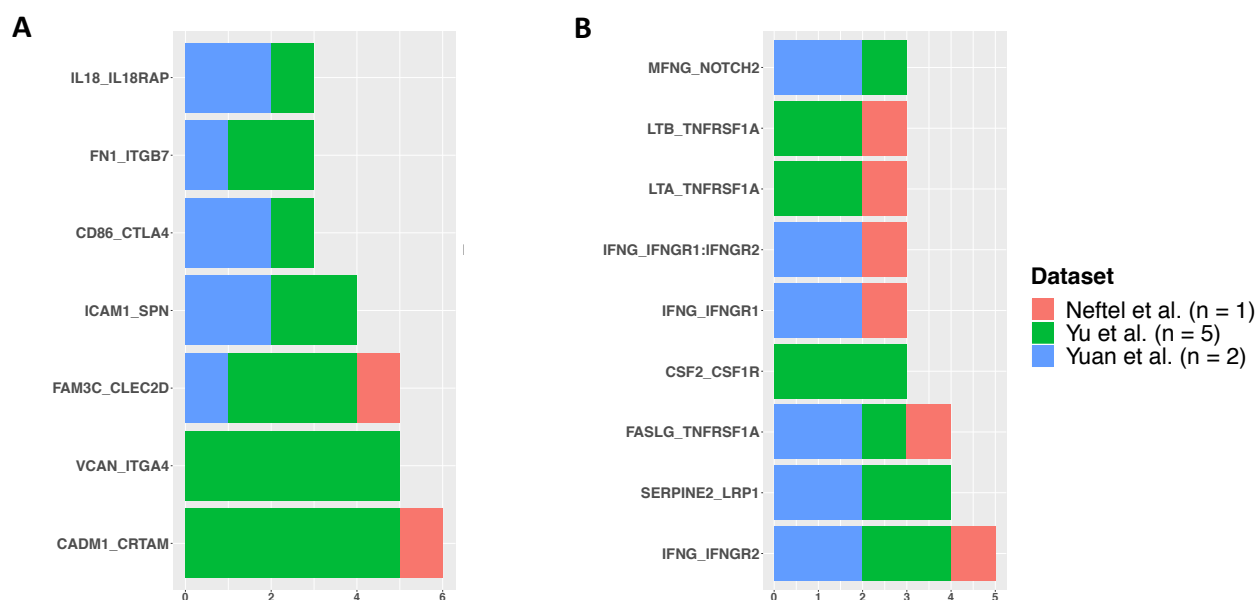 A
IL18_IL18RAP
FN1_ITGB7
CD86_CTLA4
ICAM1_SPN
FAM3C_CLEC2D
VCAN_ITGA4
CADM1_CRTAM
0 2 4 6
B
MFNG_NOTCH2
LTB_TNFRSF1A
LTA_TNFRSF1A
IFNG_IFNGR1:IFNGR2
IFNG_IFNGR1
CSF2_CSF1R
FASLG_TNFRSF1A
SERPINE2_LRP1
IFNG_IFNGR2
0 1 2 3 4 5
Dataset
Neftel et al. (n = 1)
Yu et al. (n = 5)
Yuan et al. (n = 2)